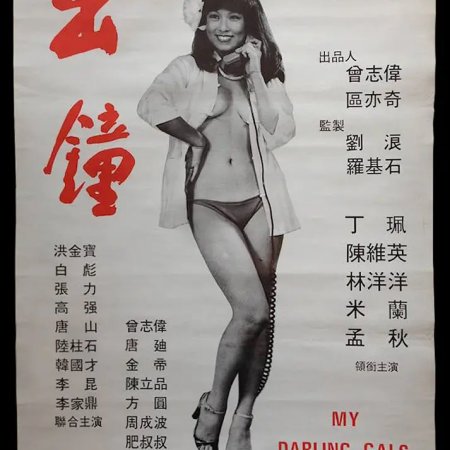 出
鐘
出品人
曾志偉
區亦奇
監製
劉浪
羅基石
丁珮
陳維英
林洋洋
米蘭
孟秋
領銜主演
洪金寶
白彪
張力
高强
唐山
陸柱石
韓國才
李昆
李家鼎
聯合主演
曾志偉
唐廸
金帝
陳立品
方圓
周成波
肥叔叔
MY
DARLING GALS